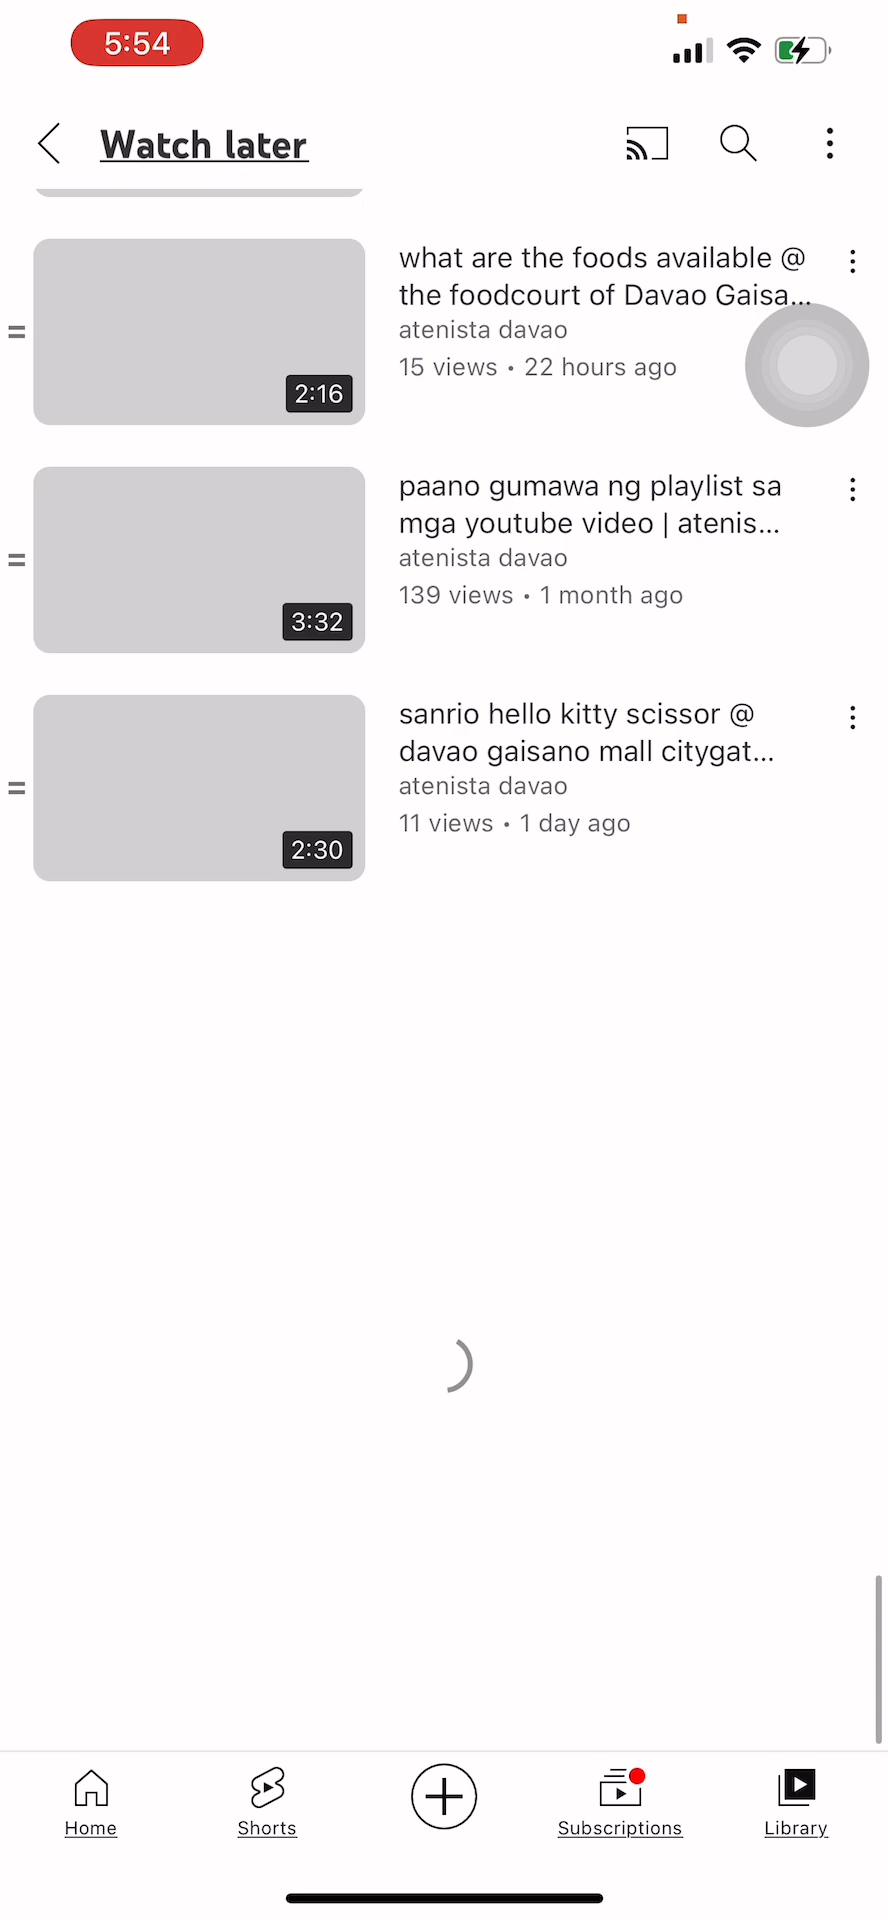 5:54
Watch later
what are the foods available @
the foodcourt of Davao Gaisa...
atenista davao
15 views • 22 hours ago
2:16
paano gumawa ng playlist sa
mga youtube video | atenis...
atenista davao
139 views • 1 month ago
3:32
sanrio hello kitty scissor @
davao gaisano mall citygat...
atenista davao
11 views • 1 day ago
2:30
Home
Shorts
Subscriptions
Library